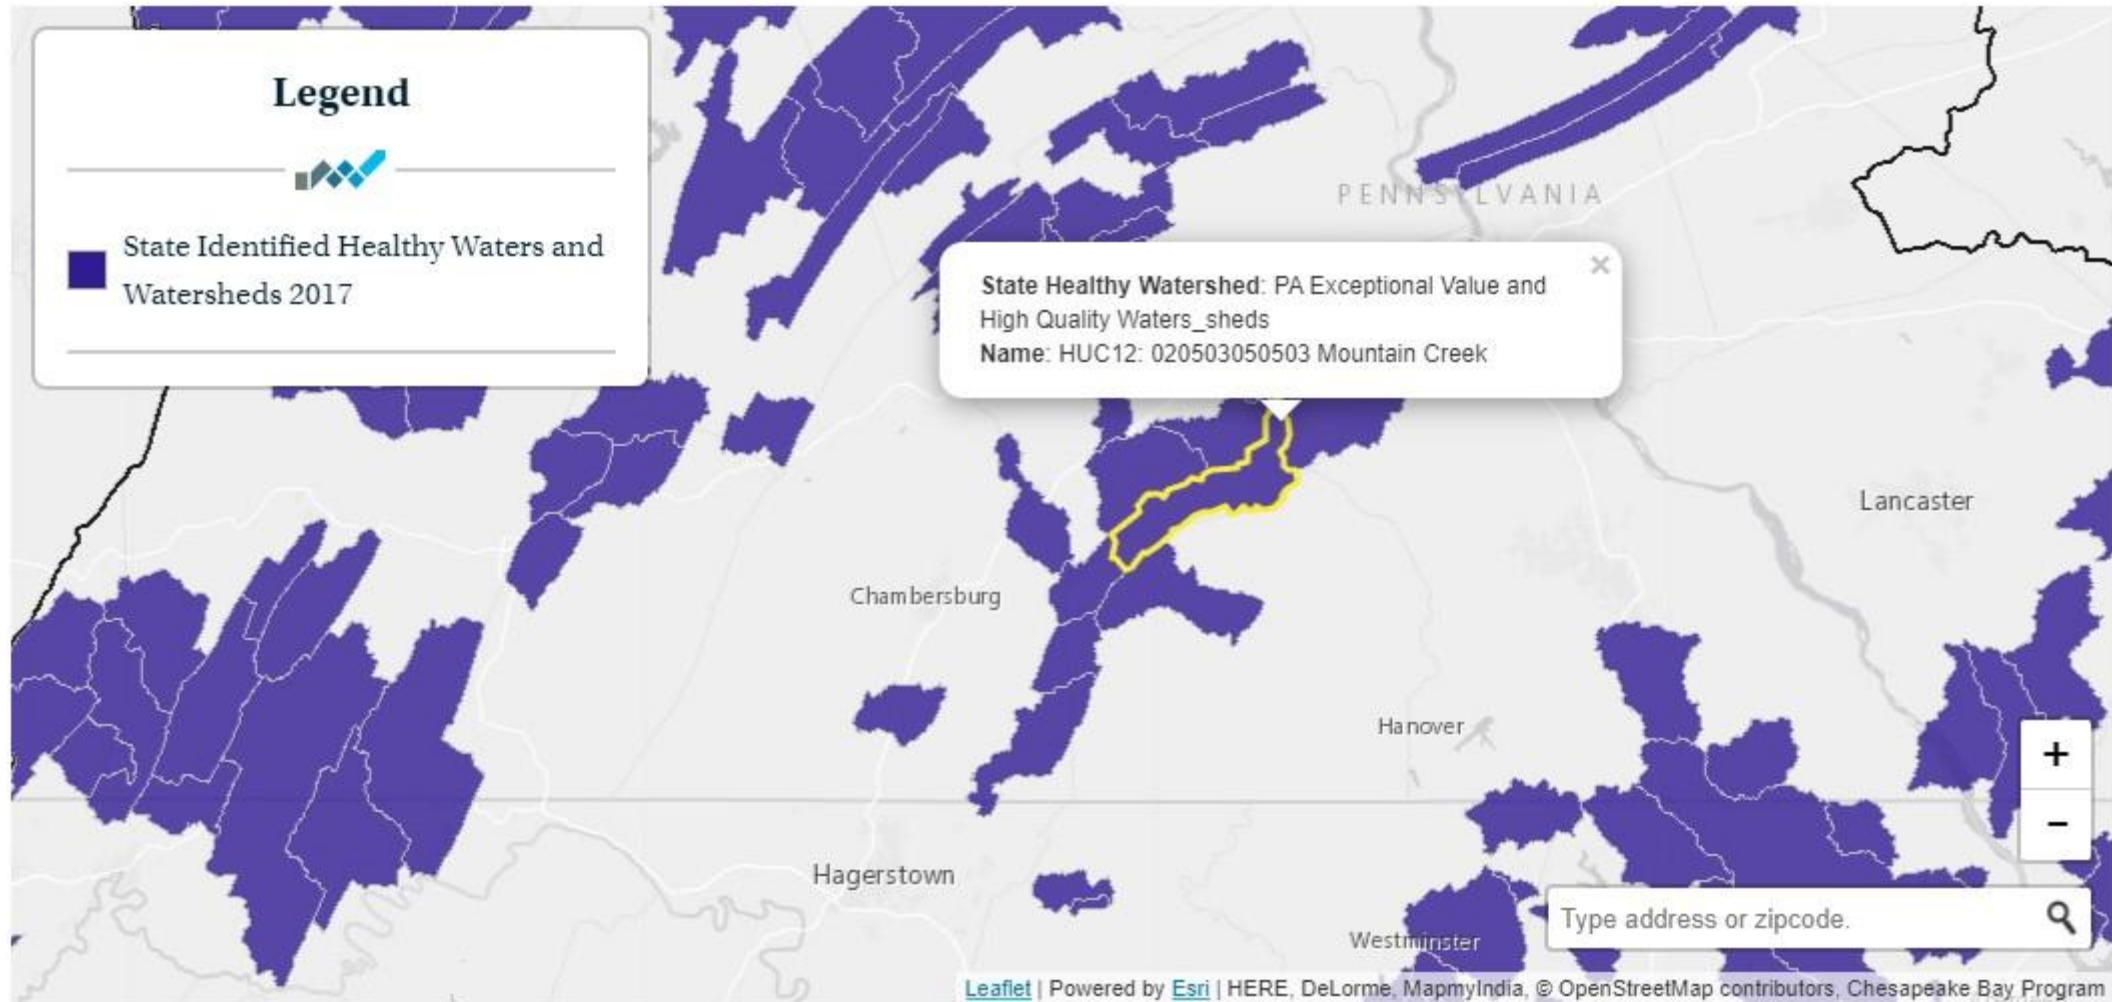 Legend
State Identified Healthy Waters and
Watersheds 2017
PENNSYLVANIA
State Healthy Watershed: PA Exceptional Value and
High Quality Waters_sheds
Name: HUC12: 020503050503 Mountain Creek
×
Lancaster
Chambersburg
Hanover
+
−
Hagerstown
Type address or zipcode.
Westminster
Leaflet | Powered by Esri | HERE, DeLorme, MapmyIndia, © OpenStreetMap contributors, Chesapeake Bay Program